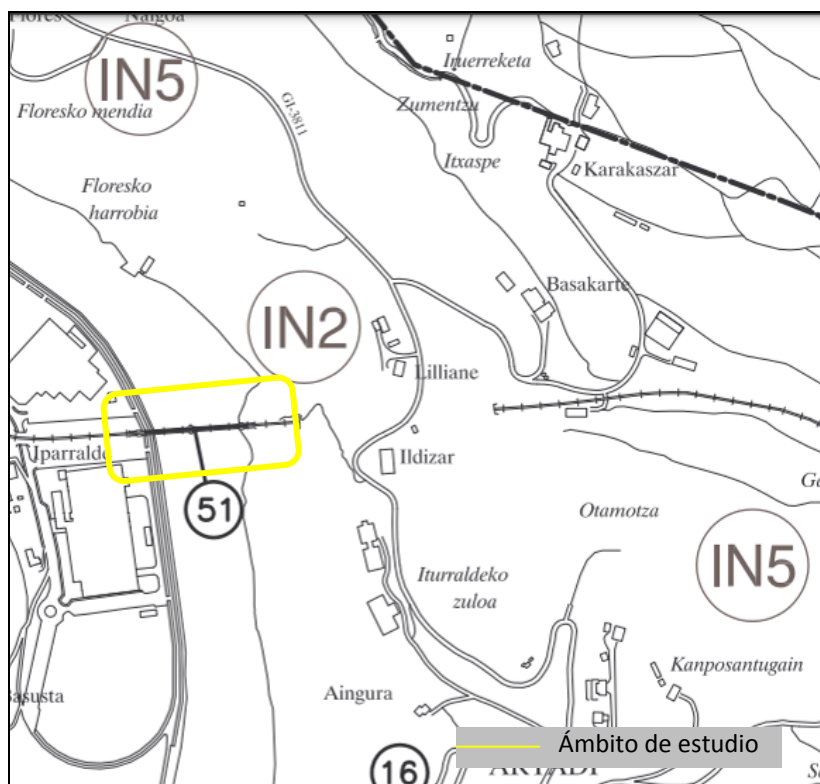 Flores
Naigoa
IN5
Iruerreketa
Floresko mendia
GI-3811
Zumentzu
Itxaspe
Karakaszar
Floresko
harrobia
Basakarte
IN2
Lilliane
Iparralde
Ildizar
51
Otamotza
IN5
Iturraldeko
zuloa
Kanposantugain
Basusta
Aingura
Ámbito de estudio
16